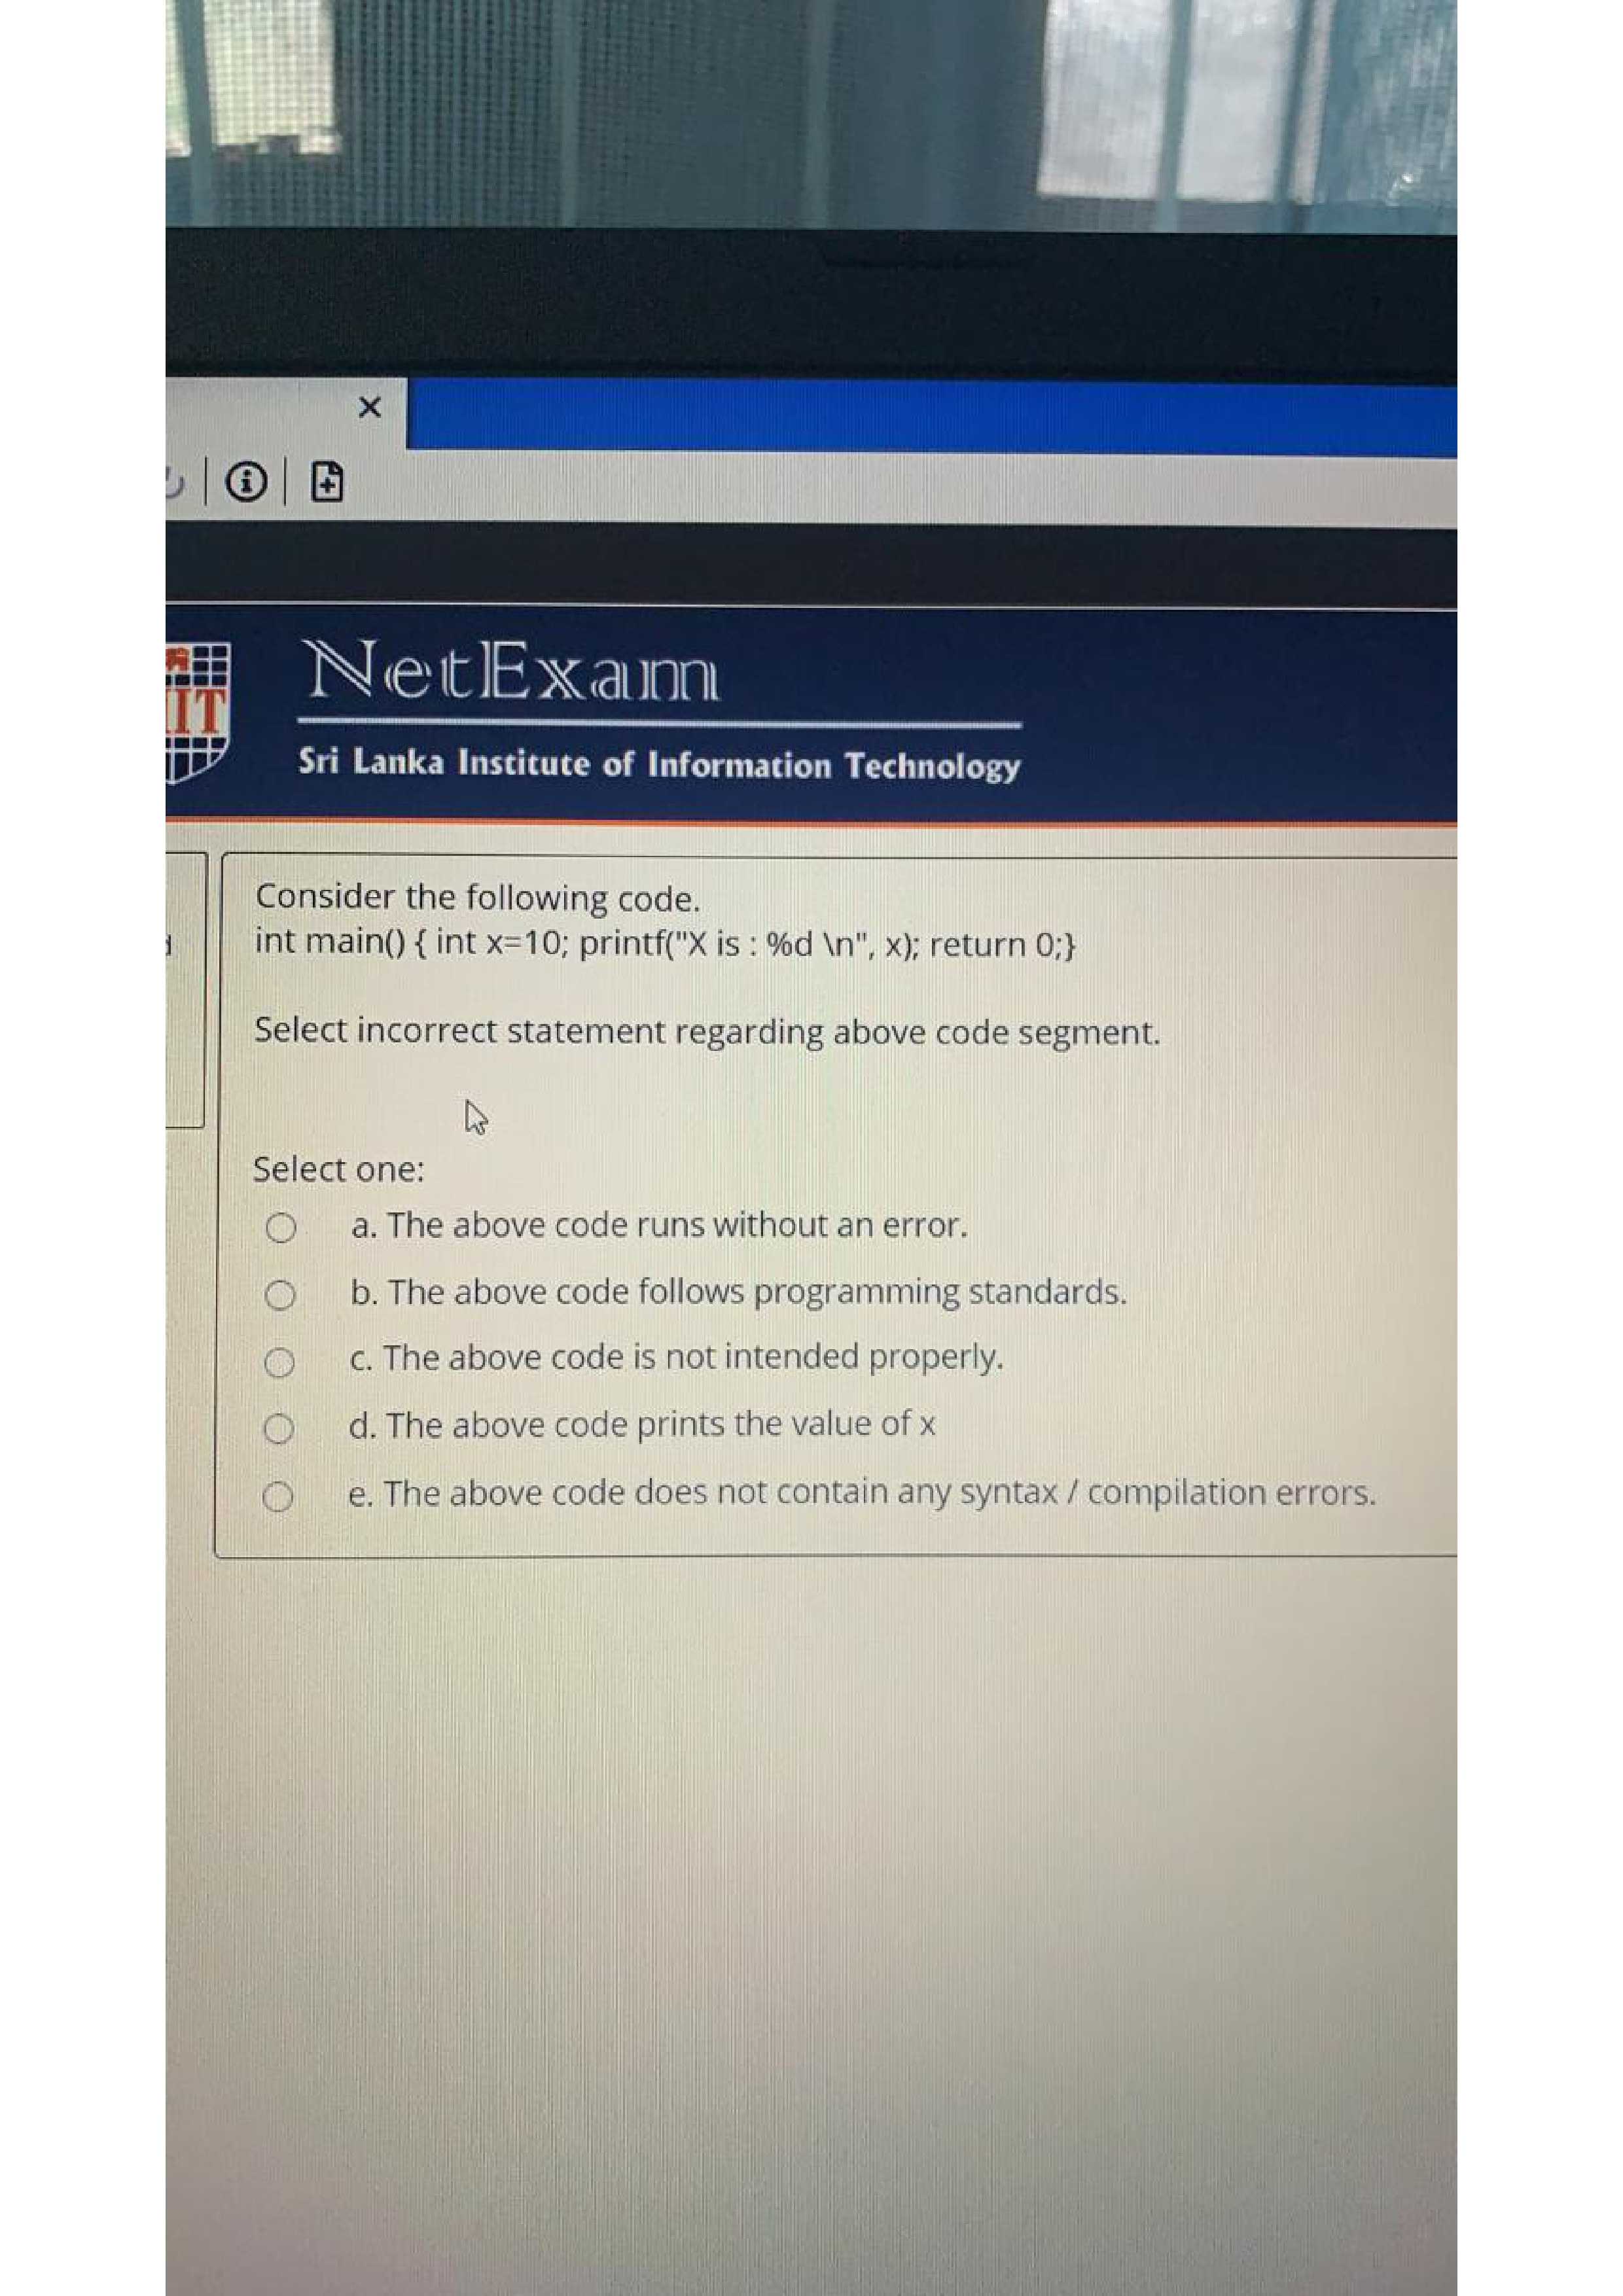 NetExam
IIT
Sri Lanka Institute of Information Technology
Consider the following code.
int main() { int x=10; printf("X is : %d \n", x); return 0;}
Select incorrect statement regarding above code segment.
Select one:
a. The above code runs without an error.
b. The above code follows programming standards.
c. The above code is not intended properly.
d. The above code prints the value of x
e. The above code does not contain any syntax / compilation errors.